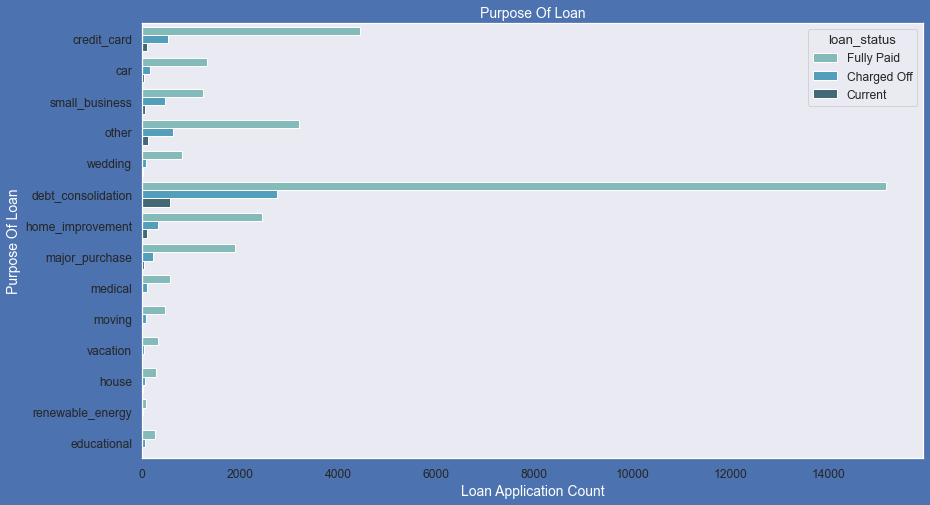 Purpose Of Loan
loan_status
Fully Paid
Charged Off
Current
Purpose Of Loan
credit_card
car
small_business
other
wedding
debt_consolidation
home_improvement
major_purchase
medical
moving
vacation
house
renewable_energy
educational
0 2000 4000 6000 8000 10000 12000 14000
Loan Application Count